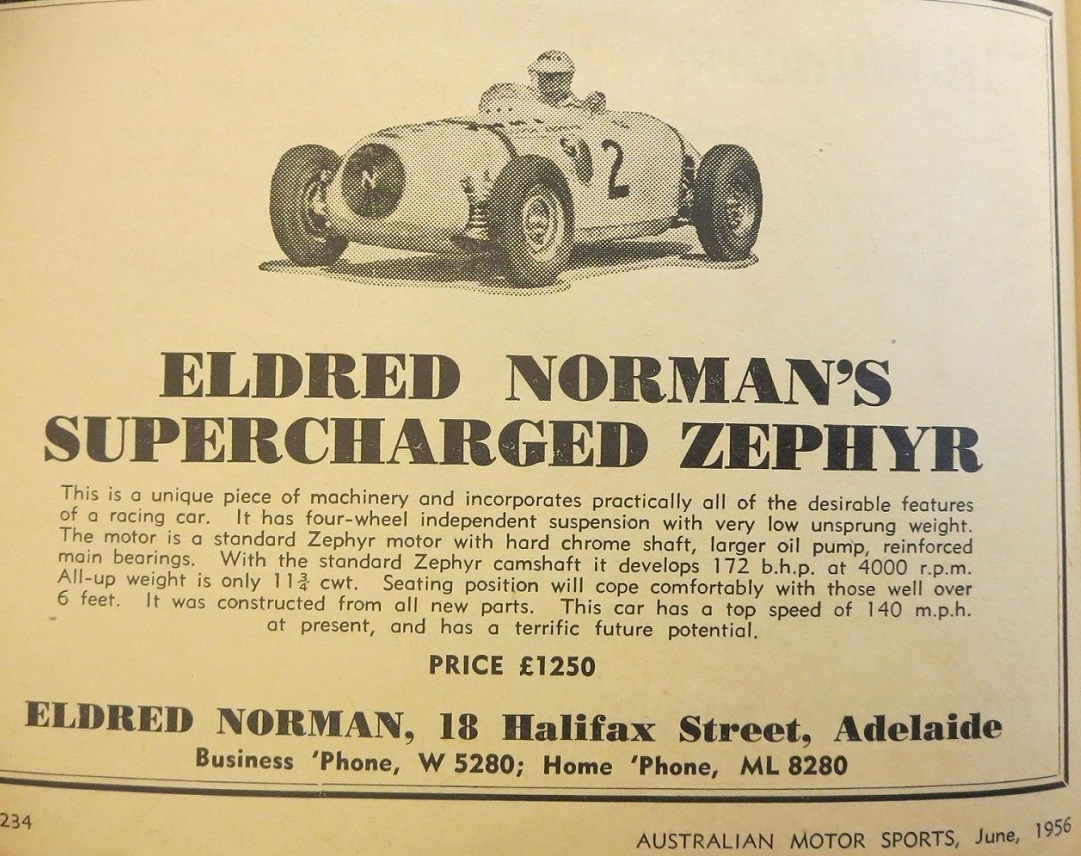 N
2
ELDRED NORMAN'S
SUPERCHARGED ZEPHYR
This is a unique piece of machinery and incorporates practically all of the desirable features
of a racing car. It has four-wheel independent suspension with very low unsprung weight.
The motor is a standard Zephyr motor with hard chrome shaft, larger oil pump, reinforced
main bearings. With the standard Zephyr camshaft it develops 172 b.h.p. at 4000 r.p.m.
All-up weight is only 11¾ cwt. Seating position will cope comfortably with those well over
6 feet. It was constructed from all new parts. This car has a top speed of 140 m.p.h.
at present, and has a terrific future potential.
PRICE £1250
ELDRED NORMAN, 18 Halifax Street, Adelaide
Business 'Phone, W 5280; Home 'Phone, ML 8280
234
AUSTRALIAN MOTOR SPORTS, June, 1956